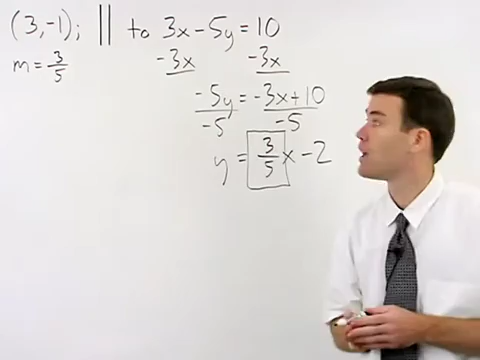 (3,-1); || to 3x-5y=10
m=3/5
-3x -3x
-5y = -3x+10
-5 -5
y = 3/5 x - 2